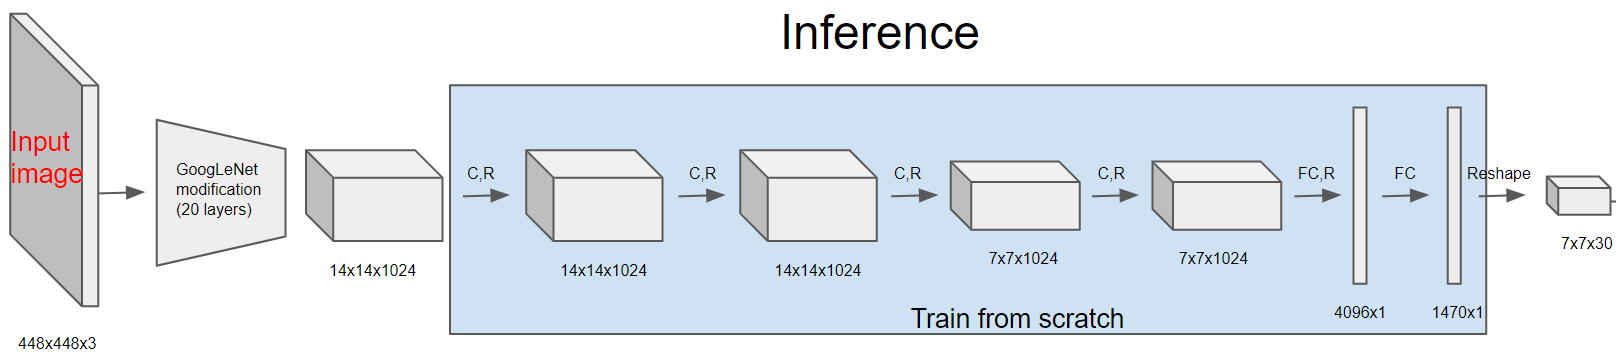 Inference
Input
image
GoogLeNet
modification
(20 layers)
C,R
C,R
C,R
C,R
FC,R
FC
Reshape
448x448x3
14x14x1024
14x14x1024
14x14x1024
7x7x1024
7x7x1024
4096x1
1470x1
7x7x30
Train from scratch